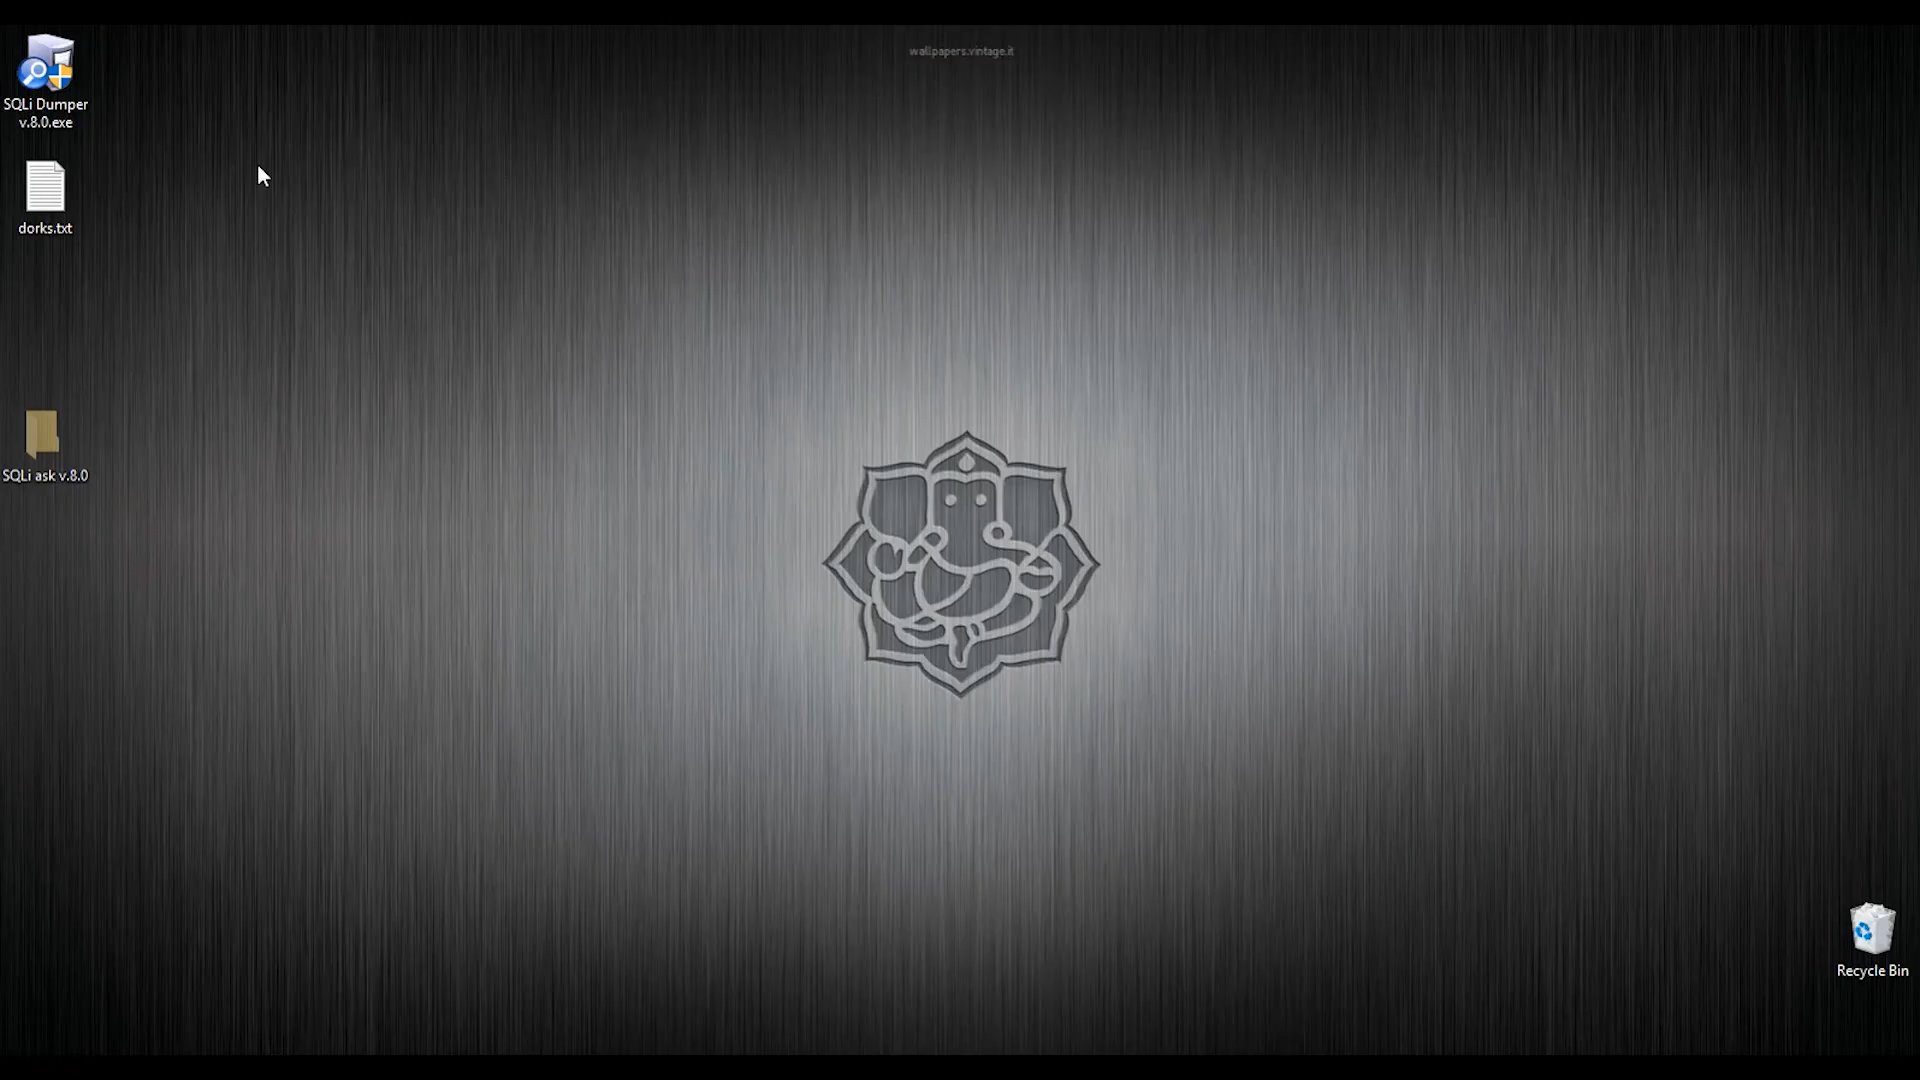 wallpapers.vintage.it
SQLi Dumper
v.8.0.exe
dorks.txt
SQLi ask v.8.0
Recycle Bin